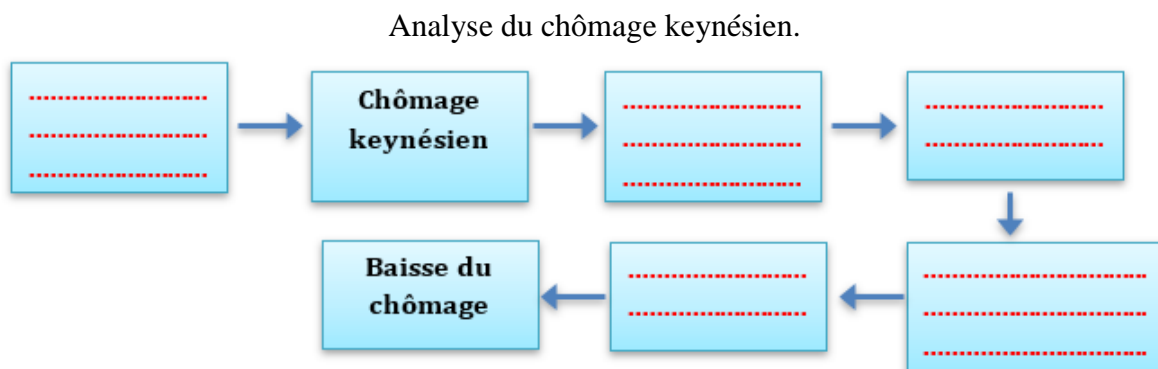 Analyse du chômage keynésien.
Chômage
keynésien
Baisse du
chômage